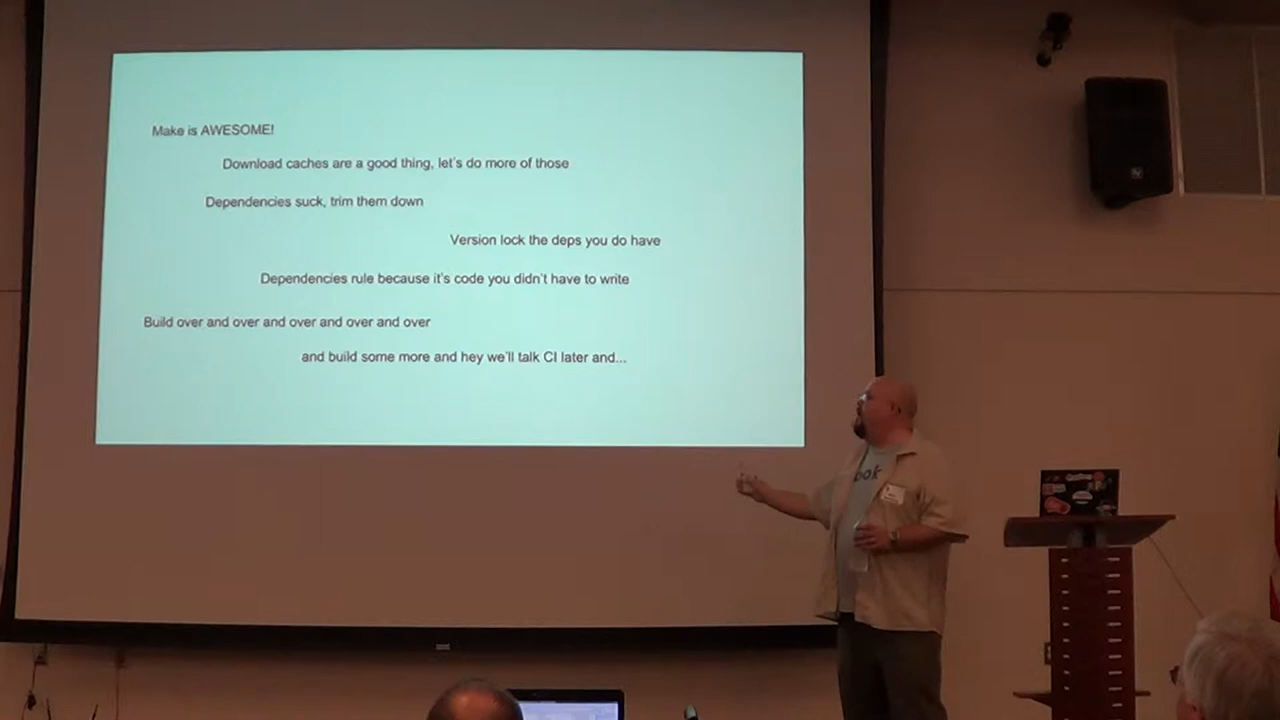 Make is AWESOME!
Download caches are a good thing, let's do more of those
Dependencies suck, trim them down
Version lock the deps you do have
Dependencies rule because it's code you didn't have to write
Build over and over and over and over and over
and build some more and hey we'll talk CI later and...
ook